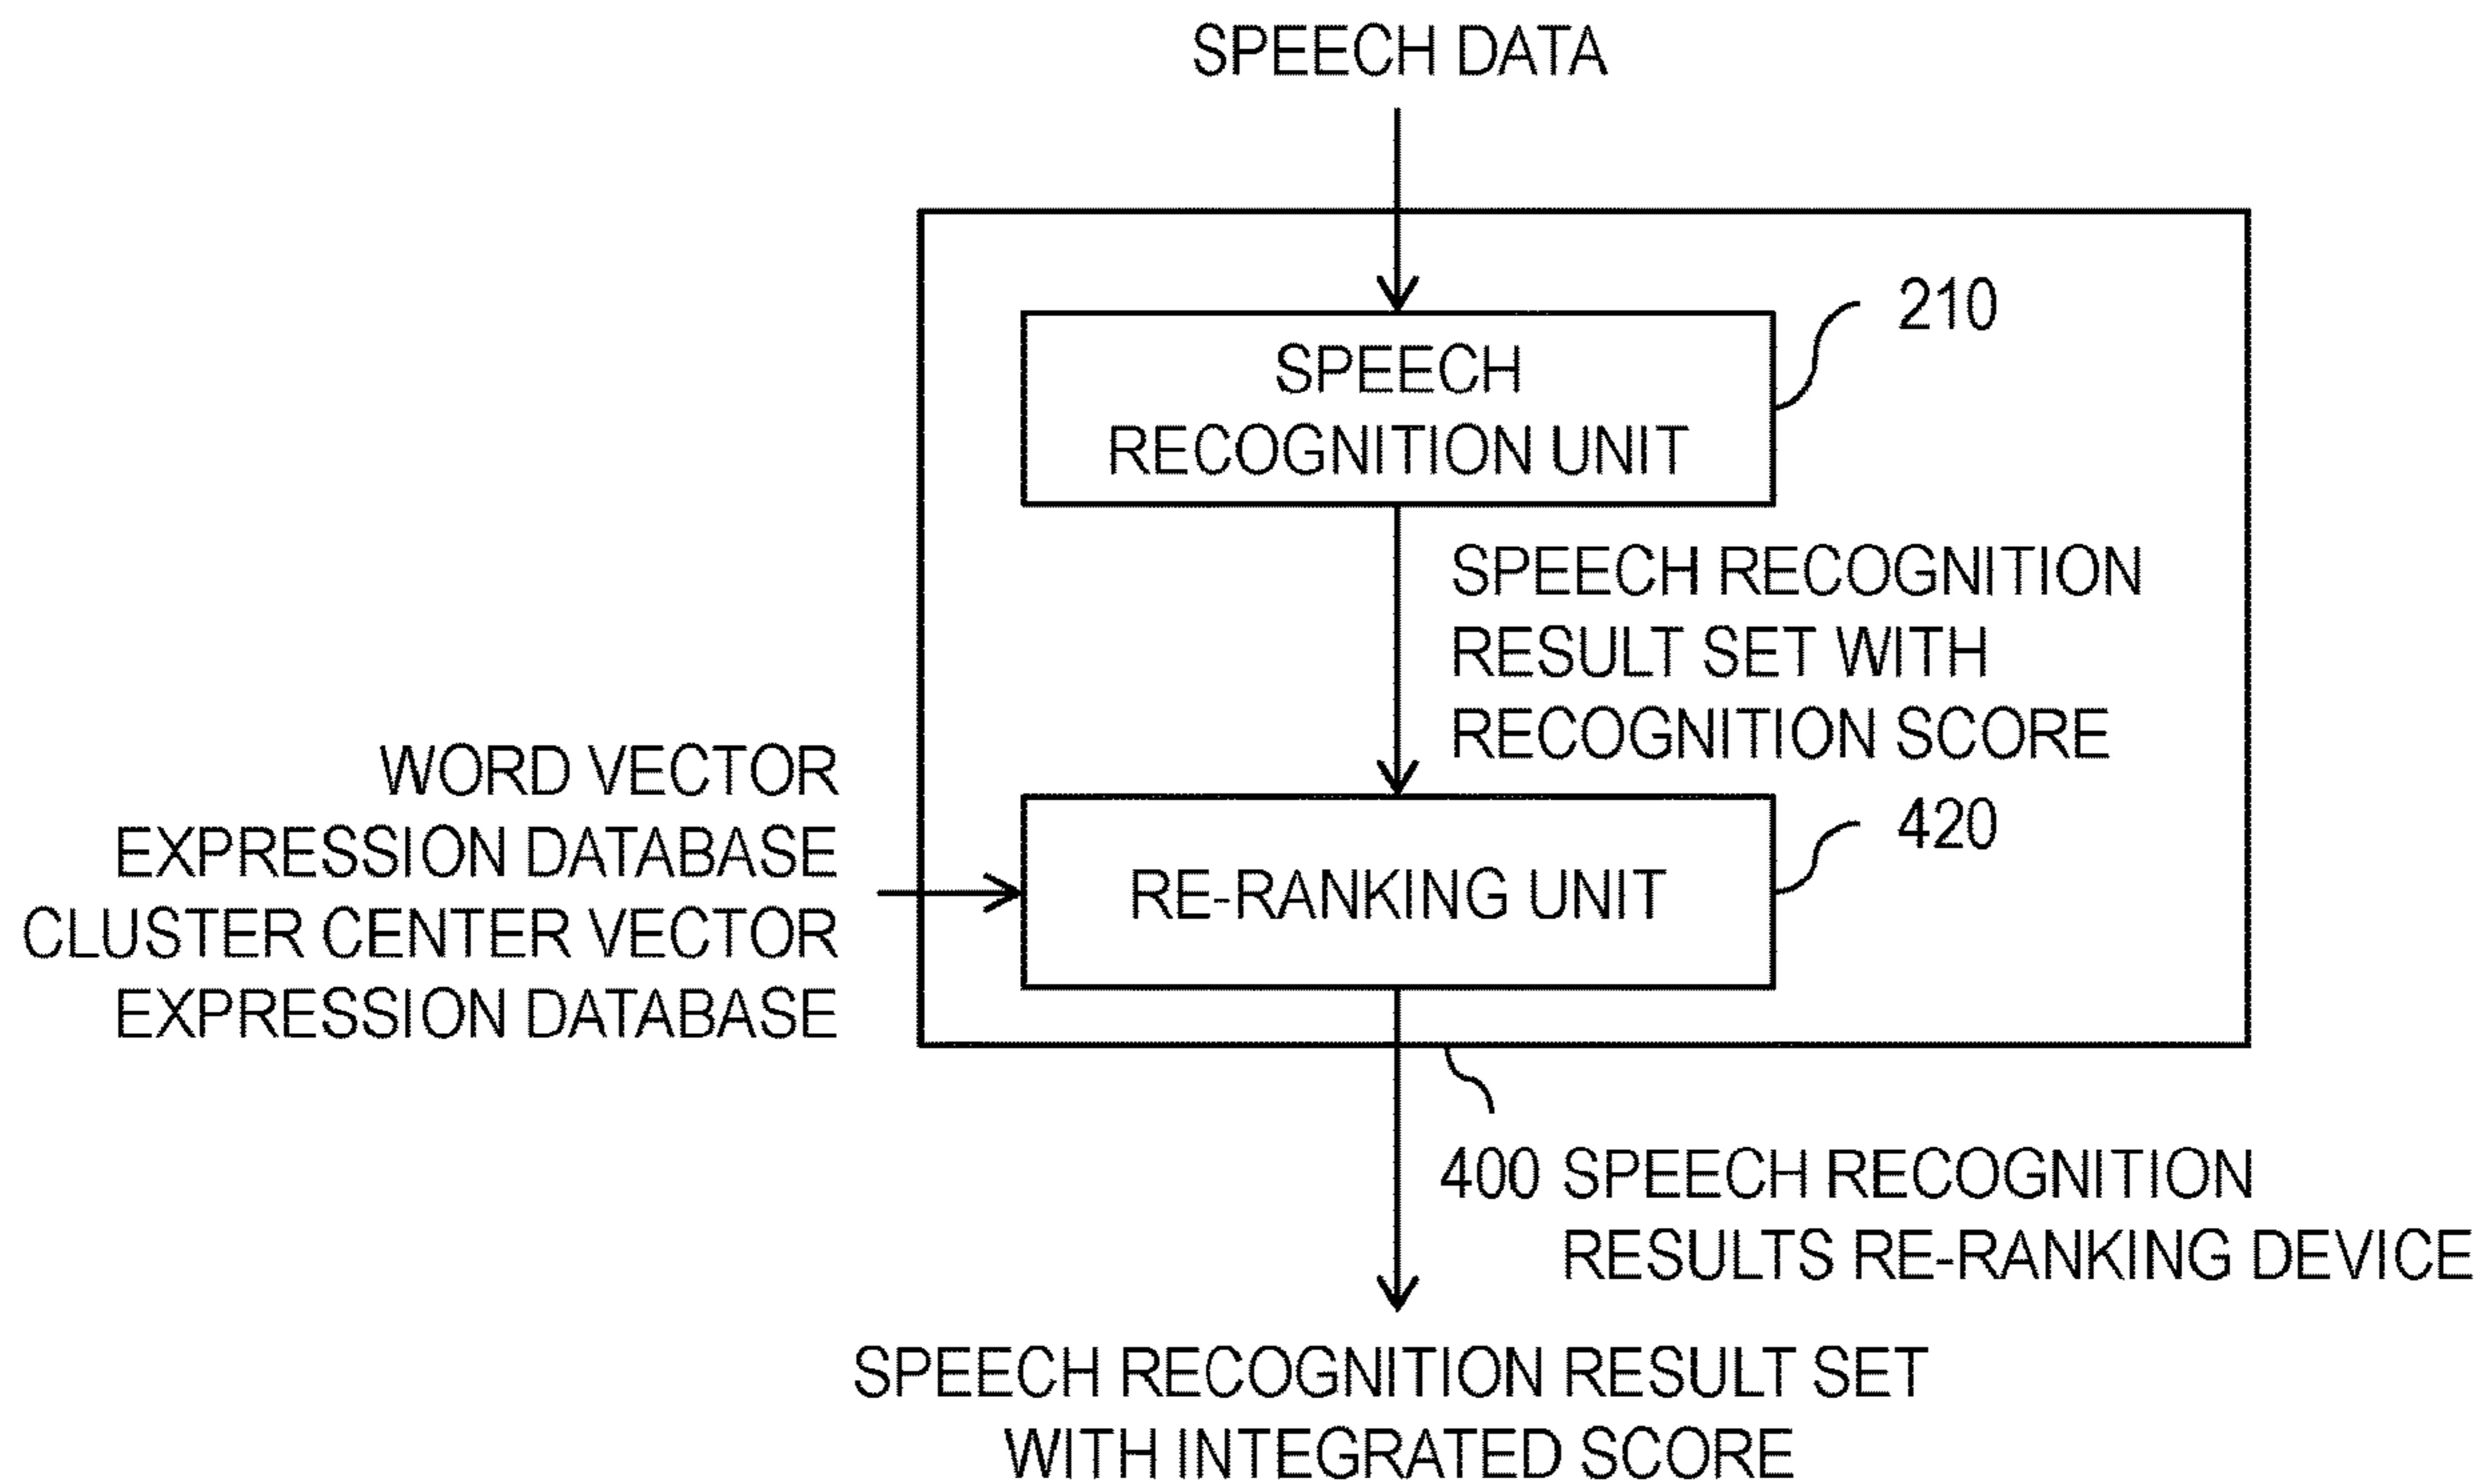 SPEECH DATA
210
SPEECH
RECOGNITION UNIT
SPEECH RECOGNITION
RESULT SET WITH
RECOGNITION SCORE
WORD VECTOR
EXPRESSION DATABASE
CLUSTER CENTER VECTOR
EXPRESSION DATABASE
420
RE-RANKING UNIT
400 SPEECH RECOGNITION
RESULTS RE-RANKING DEVICE
SPEECH RECOGNITION RESULT SET
WITH INTEGRATED SCORE